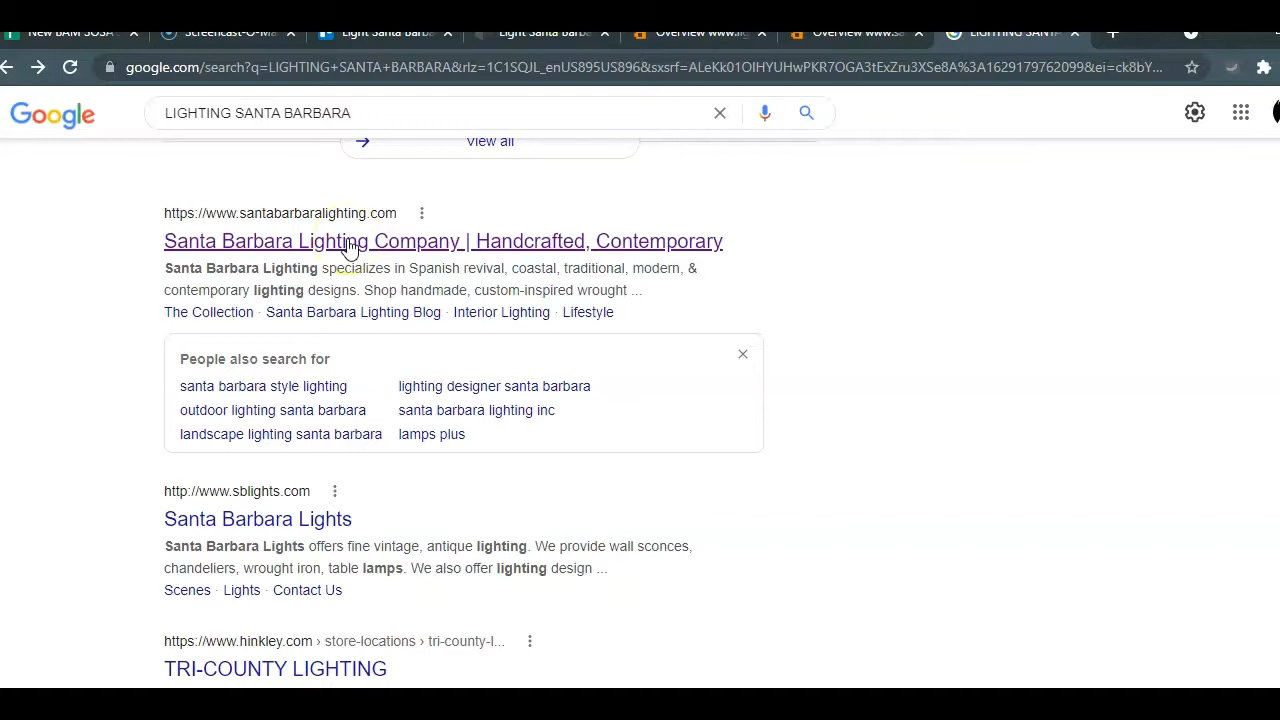 New BAM SOSA
Screencast-O-Ma
Light Santa Barb
Light Santa Barbe
Overview www.lig
Overview www.sa
LIGHTING SANTA
google.com/search?q=LIGHTING+SANTA+BARBARA&rlz=1C1SQJL_enUS895US896&sxsrf=ALeKk01OIHYUHwPKR7OGA3tExZru3XSe8A%3A1629179762099&ei=ck8bY...
Google
LIGHTING SANTA BARBARA
View all
https://www.santabarbaralighting.com
Santa Barbara Lighting Company | Handcrafted, Contemporary
Santa Barbara Lighting specializes in Spanish revival, coastal, traditional, modern, &
contemporary lighting designs. Shop handmade, custom-inspired wrought ...
The Collection · Santa Barbara Lighting Blog · Interior Lighting · Lifestyle
People also search for
santa barbara style lighting
lighting designer santa barbara
outdoor lighting santa barbara
santa barbara lighting inc
landscape lighting santa barbara
lamps plus
http://www.sblights.com
Santa Barbara Lights
Santa Barbara Lights offers fine vintage, antique lighting. We provide wall sconces,
chandeliers, wrought iron, table lamps. We also offer lighting design ...
Scenes · Lights · Contact Us
https://www.hinkley.com › store-locations › tri-county-l...
TRI-COUNTY LIGHTING